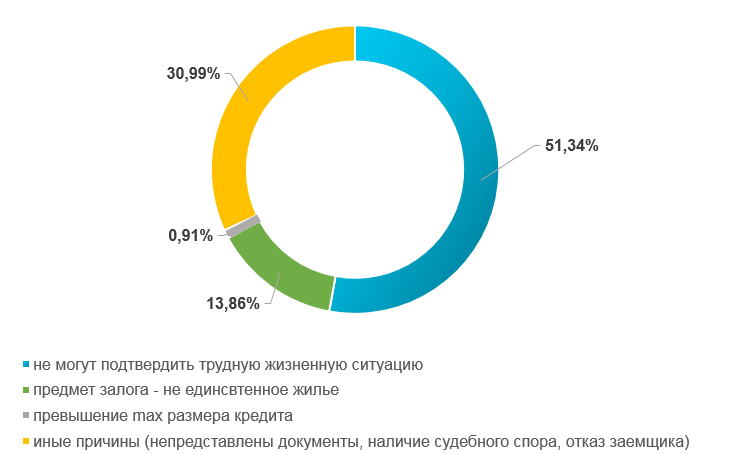 30,99%
51,34%
0,91%
13,86%
не могут подтвердить трудную жизненную ситуацию
предмет залога - не единсвтенное жилье
превышение max размера кредита
иные причины (непредставлены документы, наличие судебного спора, отказ заемщика)